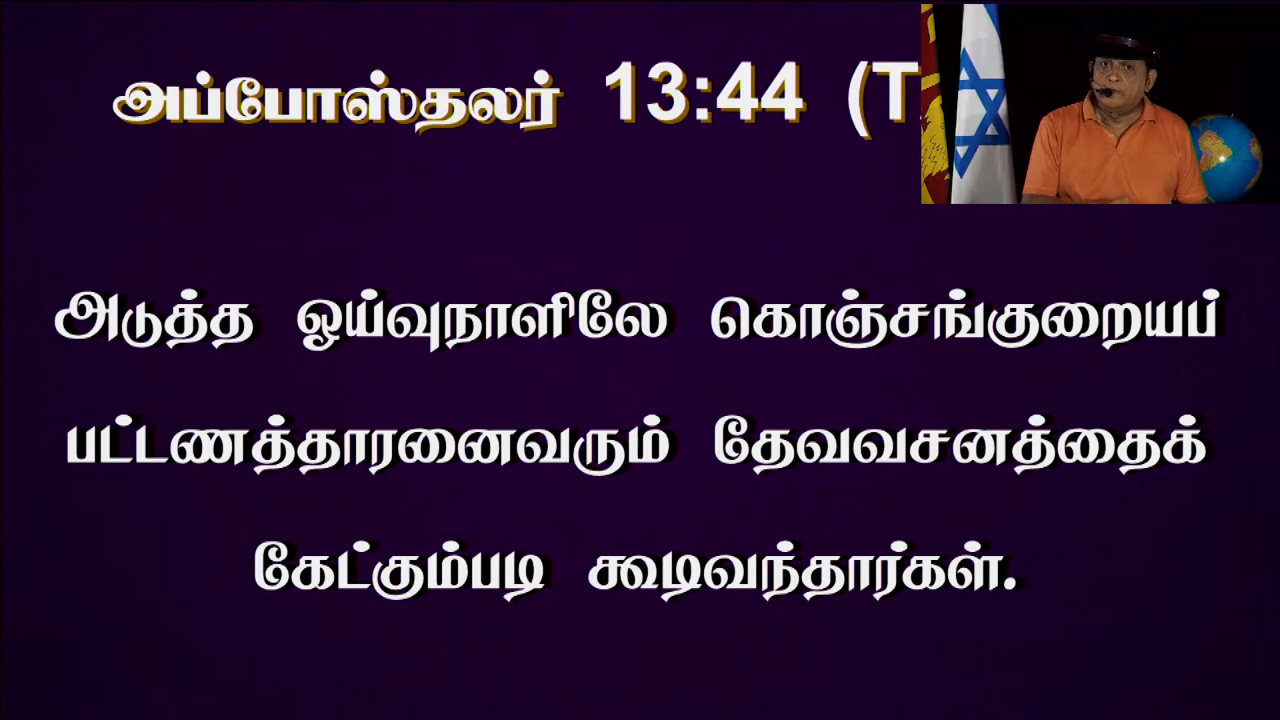 அப்போஸ்தலர் 13:44 (T
அடுத்த ஓய்வுநாளிலே கொஞ்சங்குறையப்
பட்டணத்தாரனைவரும் தேவவசனத்தைக்
கேட்கும்படி கூடிவந்தார்கள்.